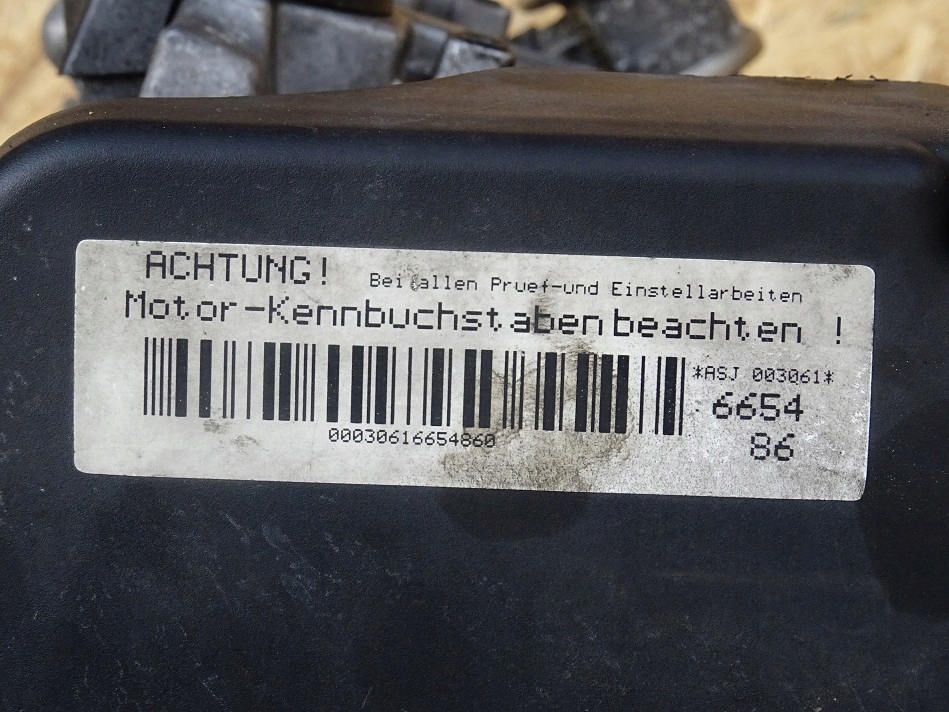 ACHTUNG! Bei allen Pruef-und Einstellarbeiten
Motor-Kennbuchstaben beachten !
*ASJ 003061*
6654
86
00030616654860